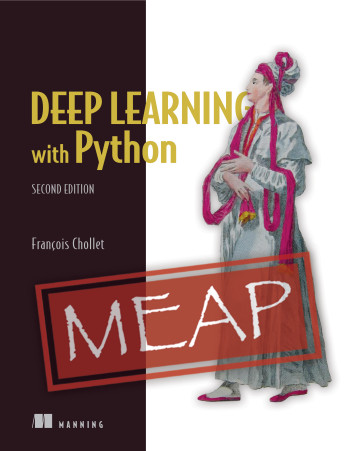 DEEP LEARNING
with Python
SECOND EDITION
François Chollet
MEAP
MANNING